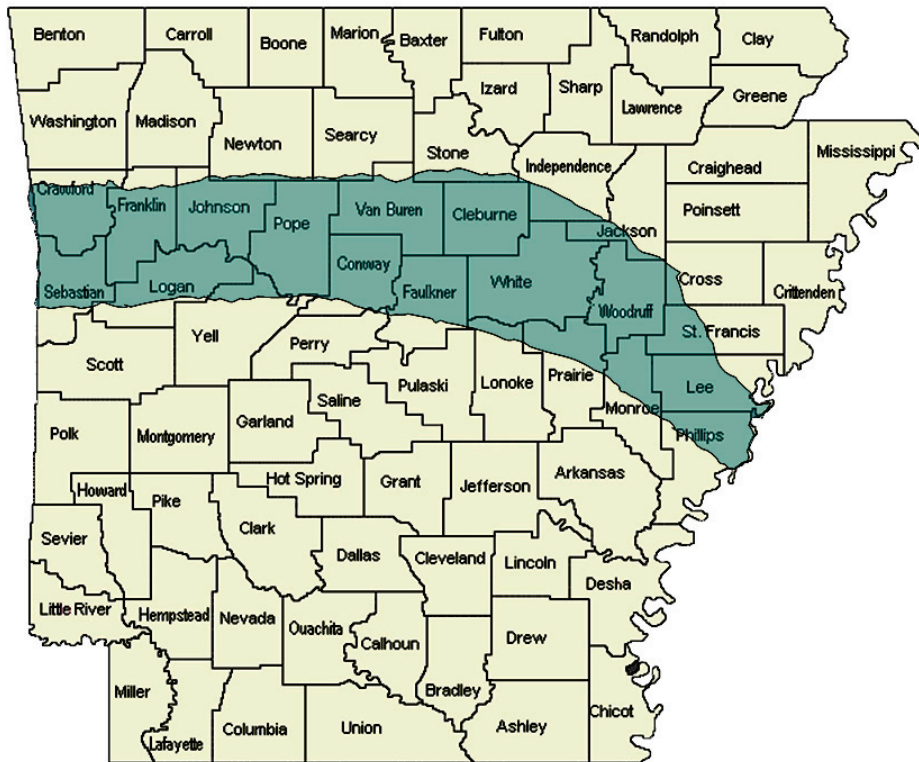 Benton
Carroll
Boone
Marion
Baxter
Fulton
Randolph
Clay
Izard
Sharp
Lawrence
Greene
Washington
Madison
Newton
Searcy
Stone
Independence
Craighead
Mississippi
Crawford
Franklin
Johnson
Pope
Van Buren
Cleburne
Jackson
Poinsett
Sebastian
Logan
Conway
Faulkner
White
Woodruff
Cross
Crittenden
St. Francis
Scott
Yell
Perry
Pulaski
Lonoke
Prairie
Monroe
Lee
Phillips
Polk
Montgomery
Garland
Saline
Hot Spring
Grant
Jefferson
Arkansas
Howard
Pike
Clark
Sevier
Dallas
Cleveland
Lincoln
Desha
Little River
Hempstead
Nevada
Ouachita
Calhoun
Drew
Miller
Lafayette
Columbia
Union
Bradley
Ashley
Chicot